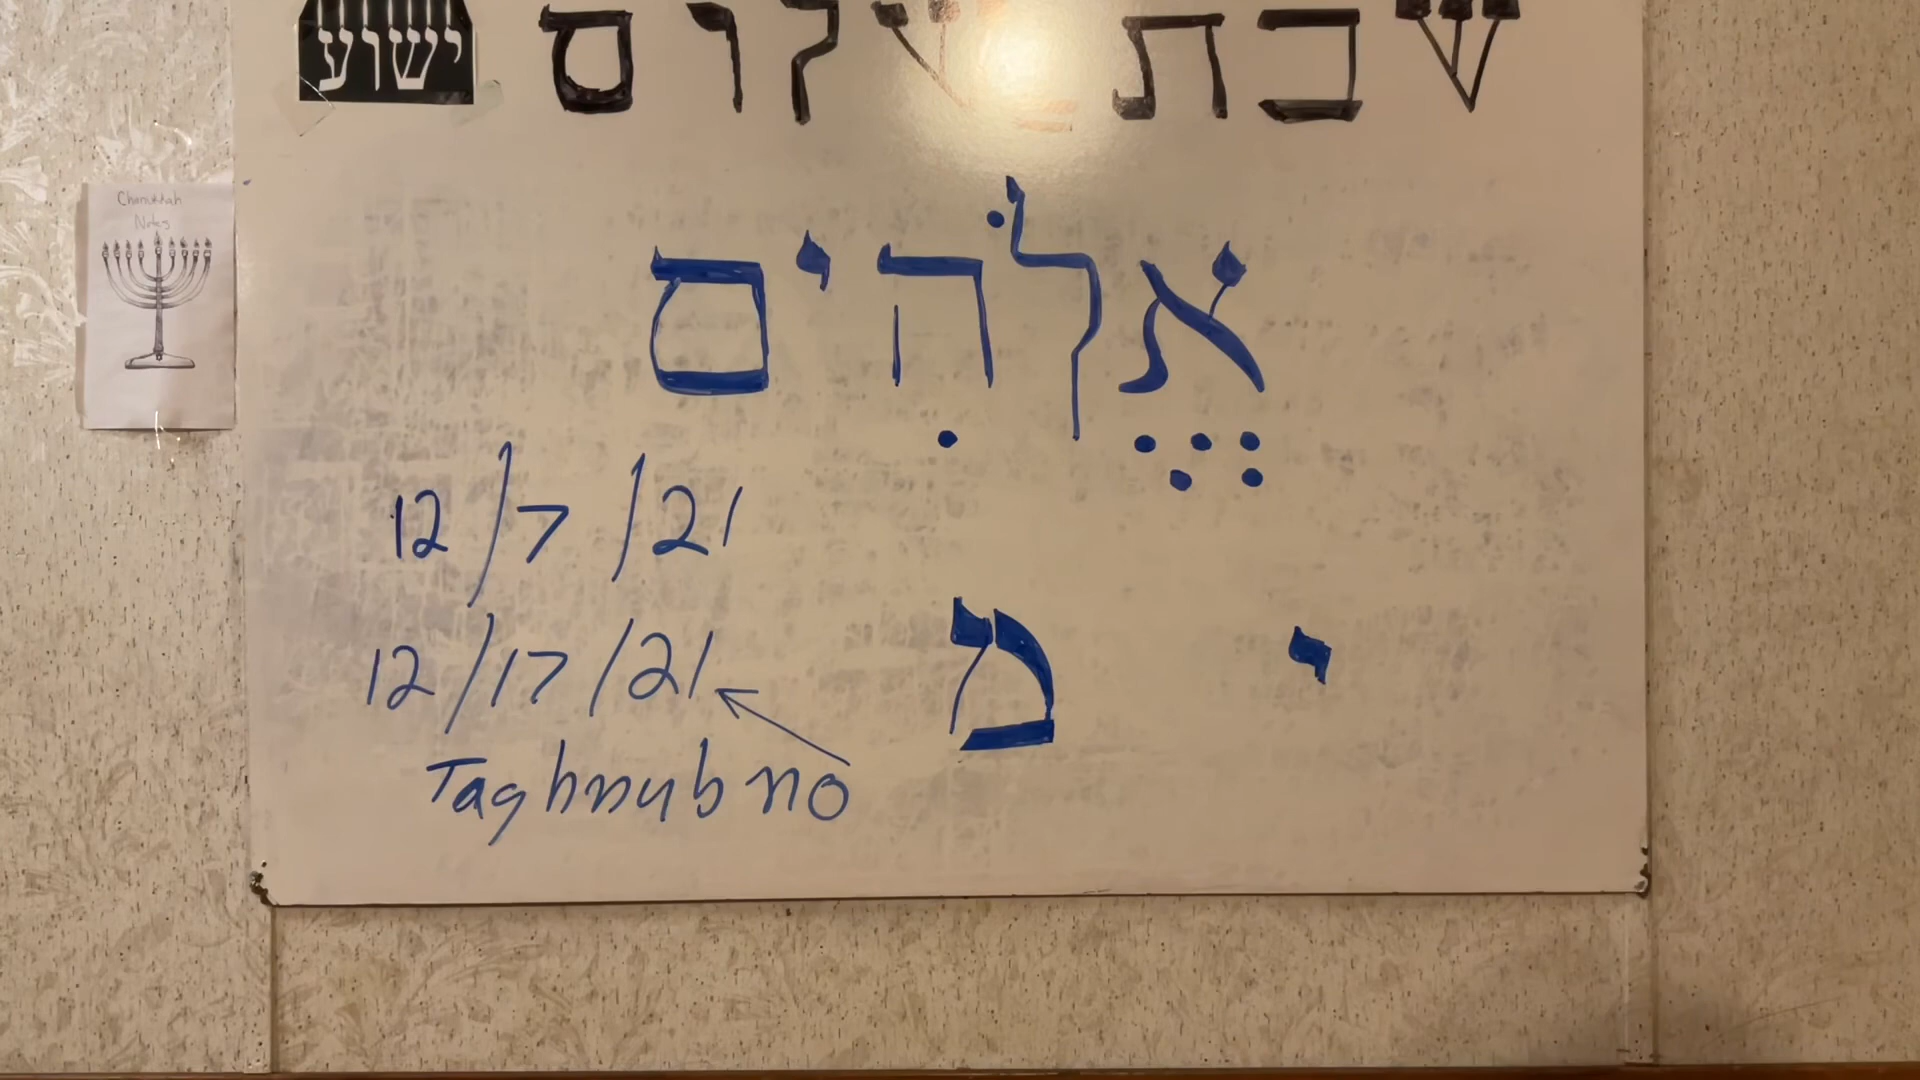 שבת שלום
ישוע
Chanukkah
Notes
אֱלֹהִים
12/7/21
מ י
12/17/21
Taghnub no